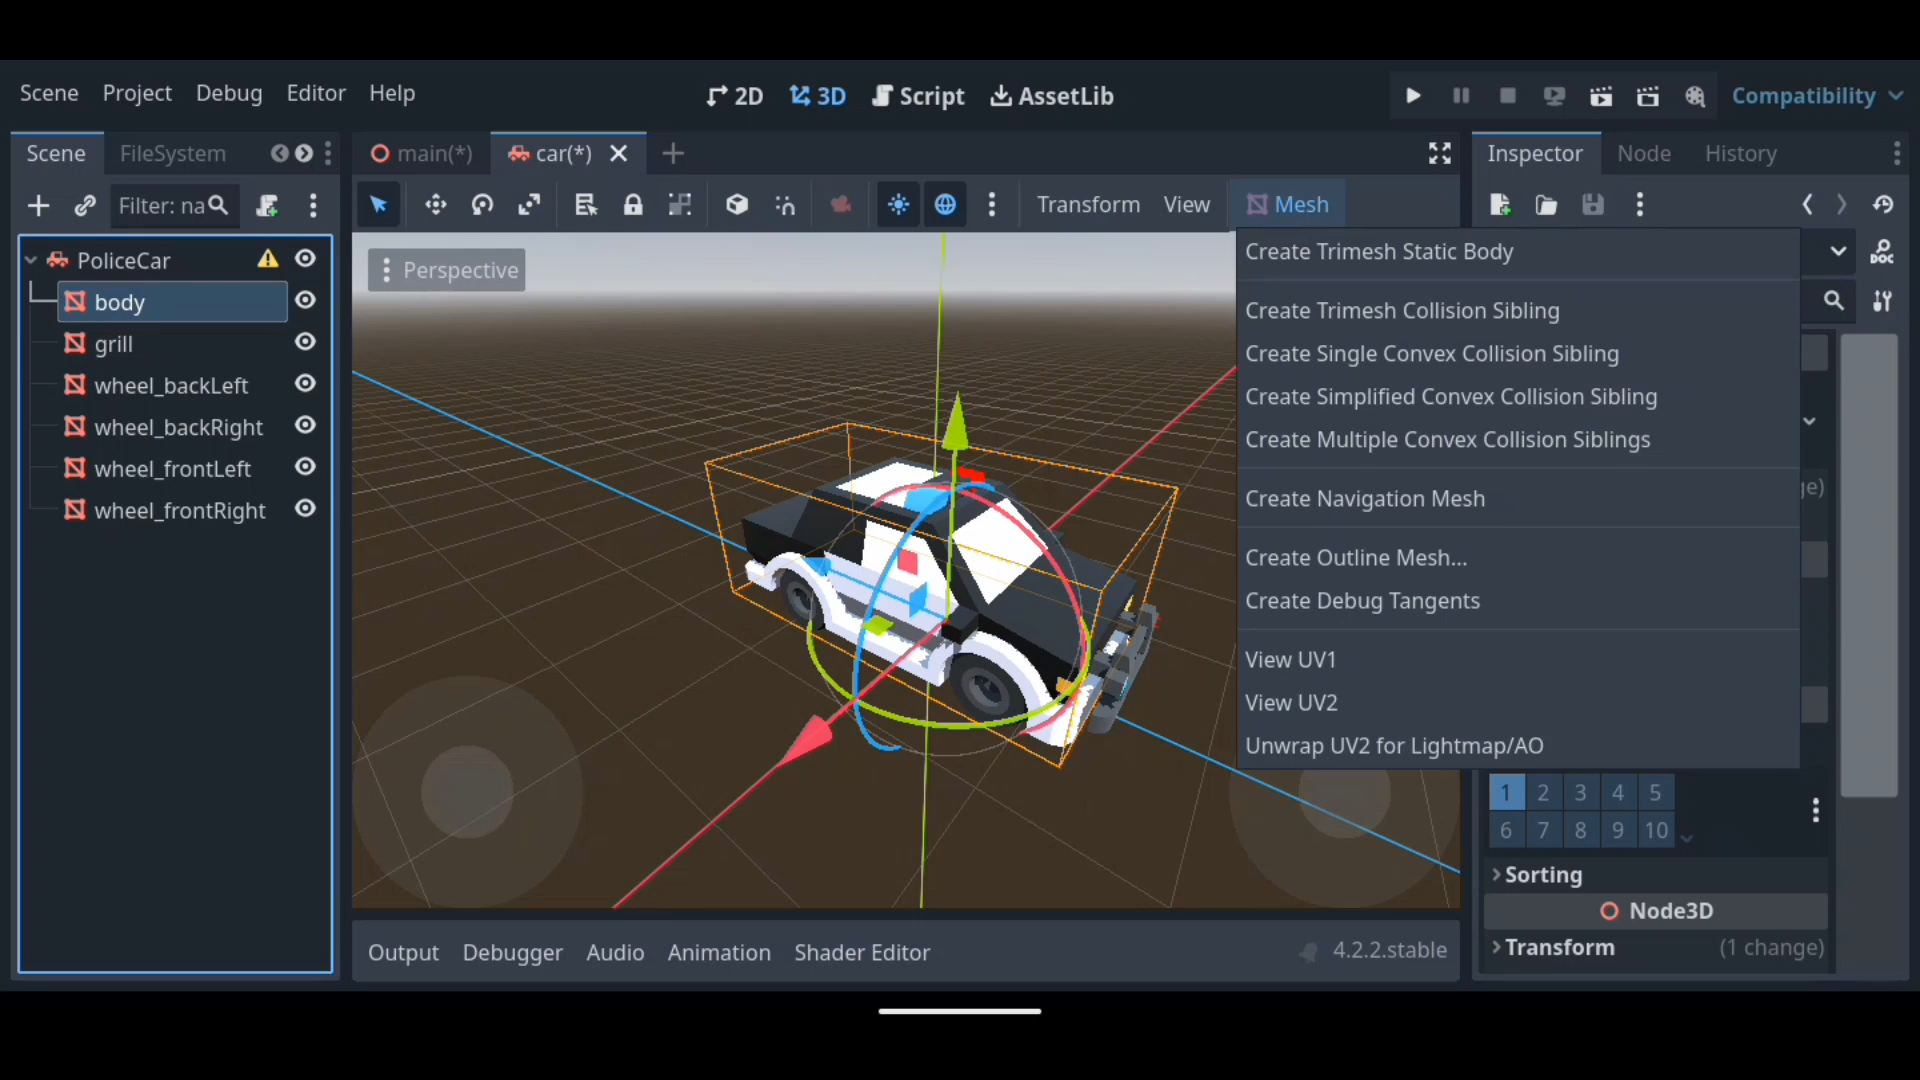 Scene Project Debug Editor Help
2D 3D Script AssetLib
Compatibility
Scene FileSystem
main(*) car(*)
Inspector Node History
Filter: na
Transform View Mesh
PoliceCar
body
grill
wheel_backLeft
wheel_backRight
wheel_frontLeft
wheel_frontRight
Perspective
Create Trimesh Static Body
Create Trimesh Collision Sibling
Create Single Convex Collision Sibling
Create Simplified Convex Collision Sibling
Create Multiple Convex Collision Siblings
Create Navigation Mesh
Create Outline Mesh...
Create Debug Tangents
View UV1
View UV2
Unwrap UV2 for Lightmap/AO
DOC
ge)
1 2 3 4 5
6 7 8 9 10
Sorting
Node3D
Transform (1 change)
Output Debugger Audio Animation Shader Editor
4.2.2.stable